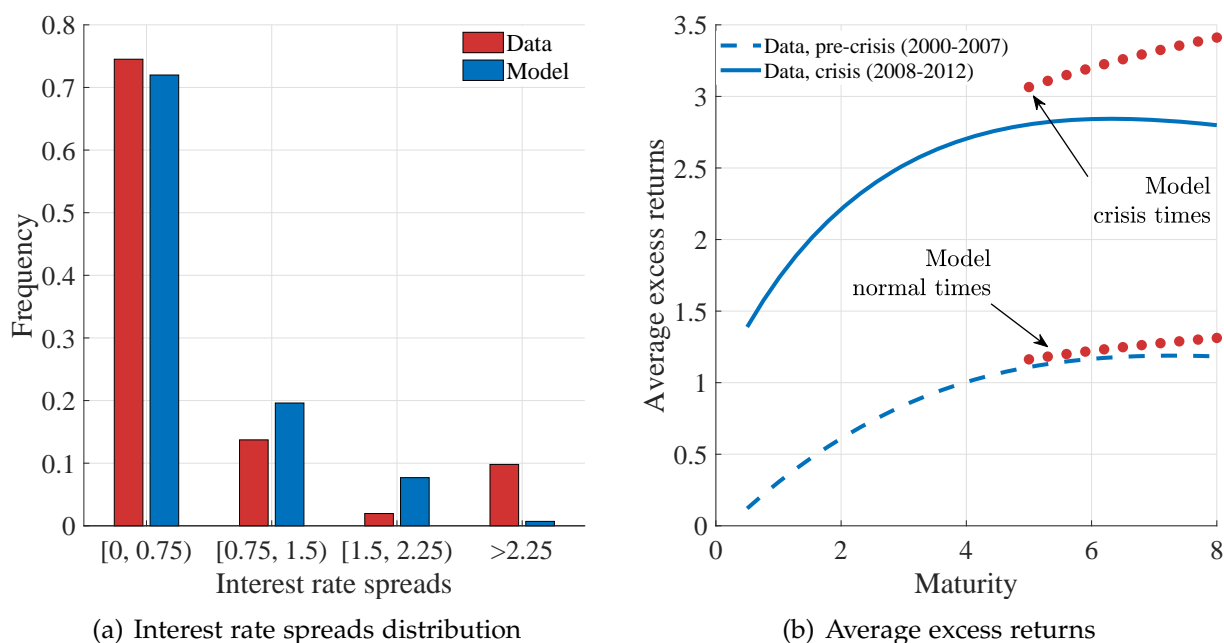 0.8
0.7
0.6
0.5
0.4
0.3
0.2
0.1
0
Frequency
Data
Model
[0, 0.75)
[0.75, 1.5)
[1.5, 2.25)
>2.25
Interest rate spreads
(a) Interest rate spreads distribution
3.5
3
2.5
2
1.5
1
0.5
0
Average excess returns
Data, pre-crisis (2000-2007)
Data, crisis (2008-2012)
Model
crisis times
Model
normal times
0
2
4
6
8
Maturity
(b) Average excess returns